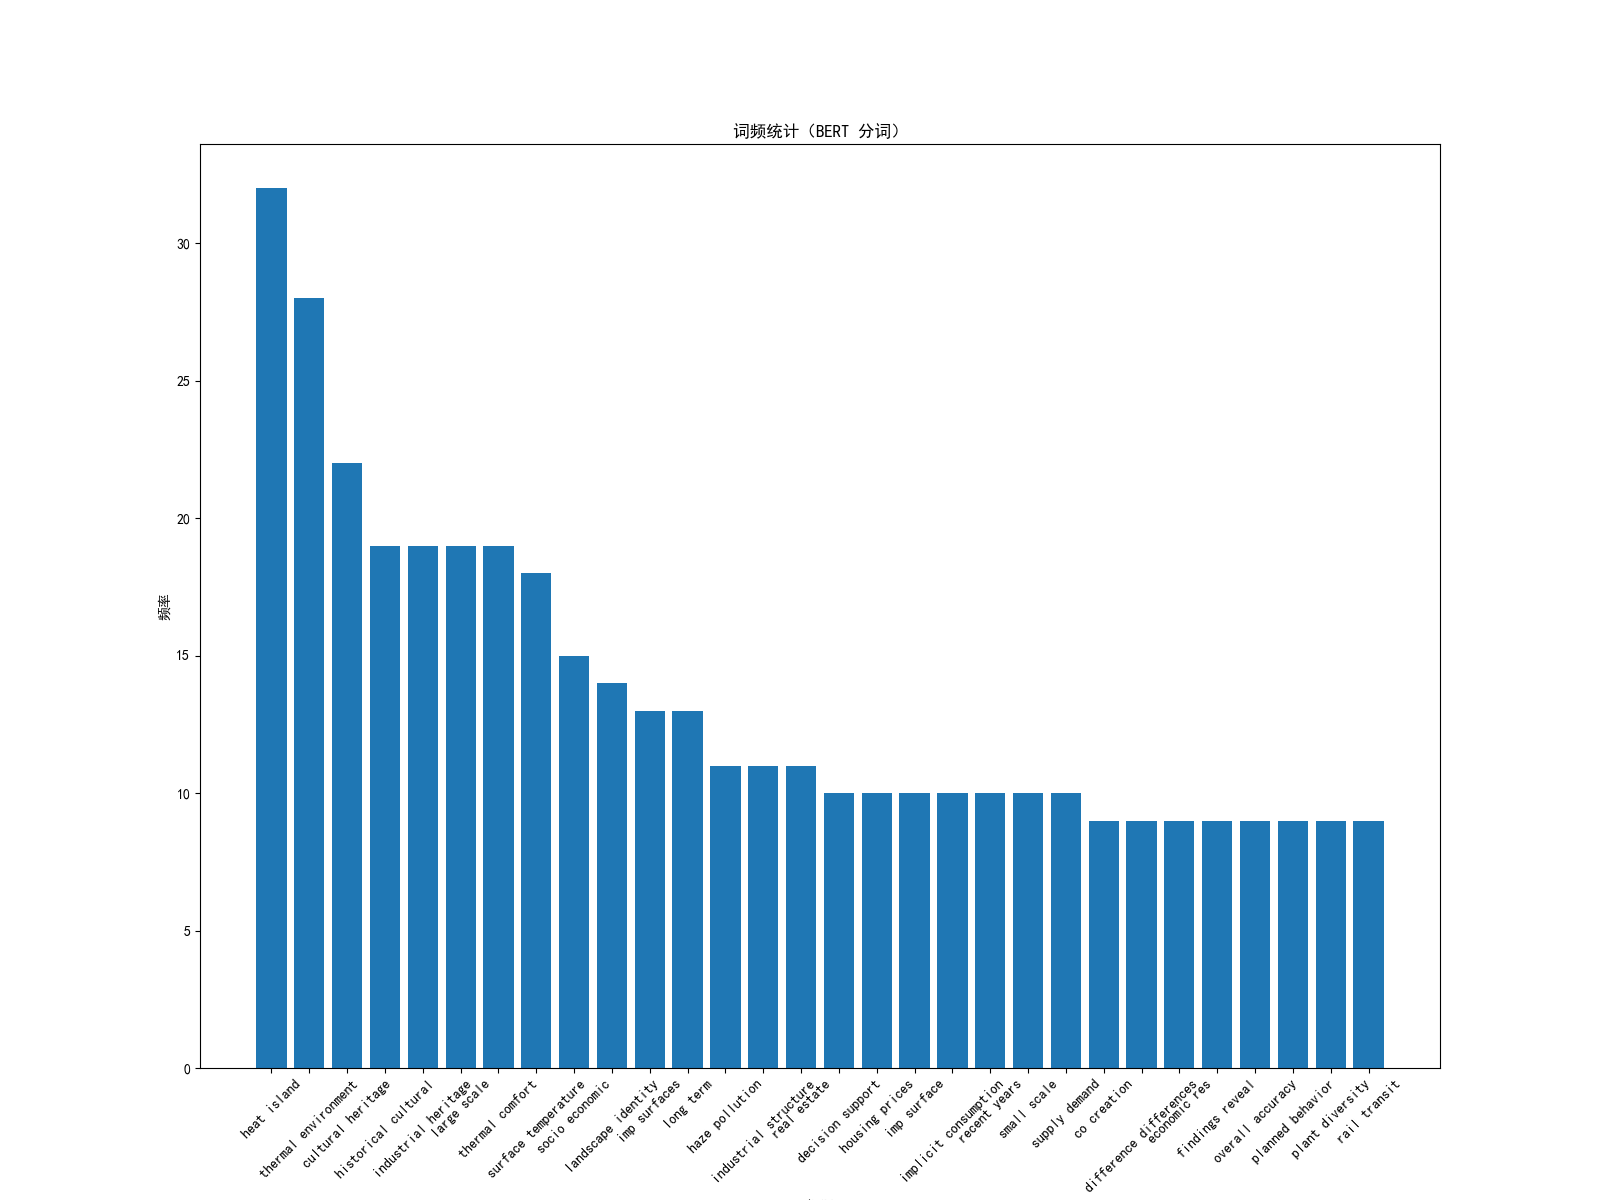 词频统计（BERT 分词）
频率
30
25
20
15
10
5
0
heat island
thermal environment
cultural heritage
historical cultural
industrial heritage
large scale
thermal comfort
surface temperature
socio economic
landscape identity
imp surfaces
long term
haze pollution
industrial structure
real estate
decision support
housing prices
imp surface
implicit consumption
recent years
small scale
supply demand
co creation
difference differences
economic res
findings reveal
overall accuracy
planned behavior
plant diversity
rail transit